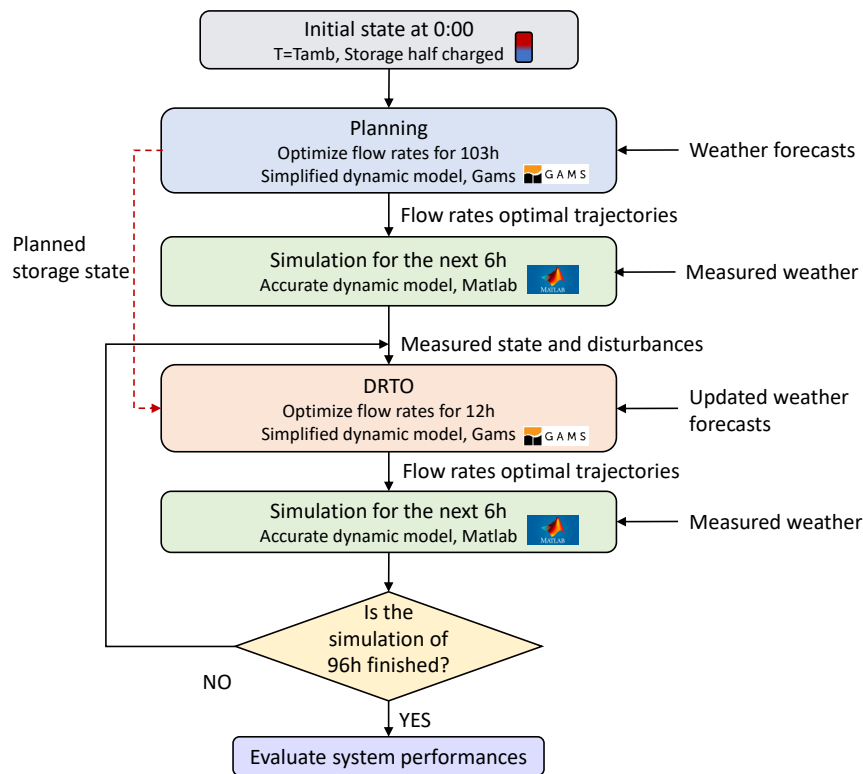 Initial state at 0:00
T=Tamb, Storage half charged
Planning
Optimize flow rates for 103h
Simplified dynamic model, Gams
GAMS
Weather forecasts
Flow rates optimal trajectories
Planned
storage state
Simulation for the next 6h
Accurate dynamic model, Matlab
MATLAB
Measured weather
Measured state and disturbances
DRTO
Optimize flow rates for 12h
Simplified dynamic model, Gams
GAMS
Updated weather
forecasts
Flow rates optimal trajectories
Simulation for the next 6h
Accurate dynamic model, Matlab
MATLAB
Measured weather
Is the
simulation of
96h finished?
NO
YES
Evaluate system performances